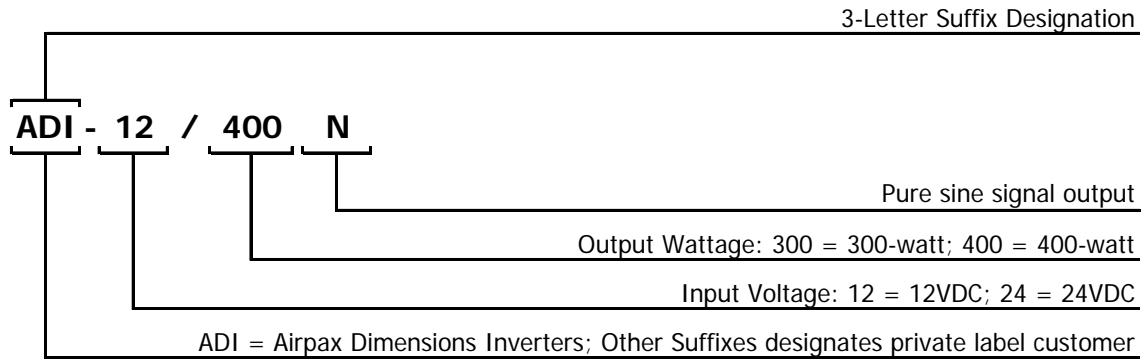 3-Letter Suffix Designation
ADI - 12 / 400 N
Pure sine signal output
Output Wattage: 300 = 300-watt; 400 = 400-watt
Input Voltage: 12 = 12VDC; 24 = 24VDC
ADI = Airpax Dimensions Inverters; Other Suffixes designates private label customer